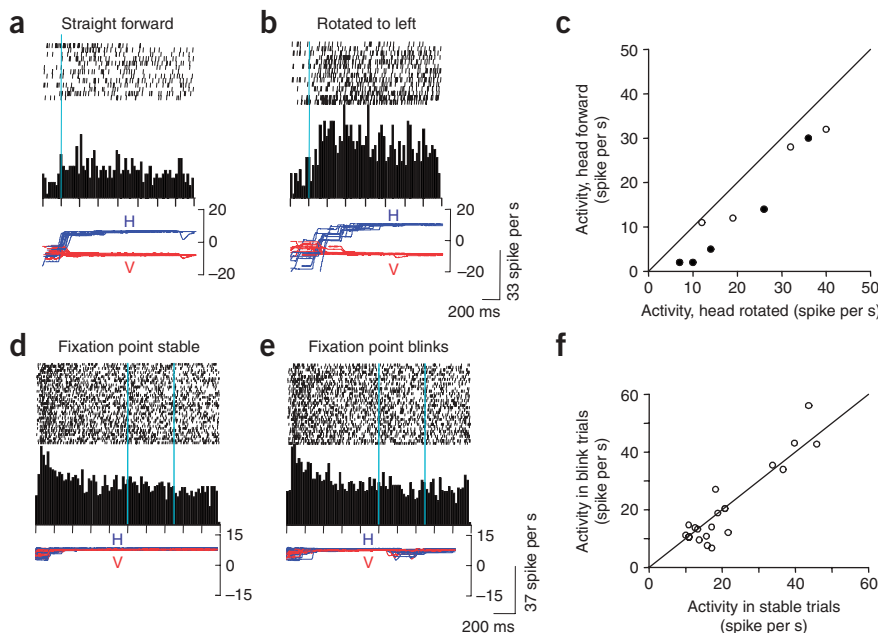 a
Straight forward
b
Rotated to left
H
V
20
0
–20
H
V
20
0
–20
33 spike per s
200 ms
c
50
40
30
20
10
0
Activity, head forward
(spike per s)
0 10 20 30 40 50
Activity, head rotated (spike per s)
d
Fixation point stable
e
Fixation point blinks
H
V
15
0
–15
H
V
15
0
–15
37 spike per s
200 ms
f
60
40
20
0
Activity in blink trials
(spike per s)
0 20 40 60
Activity in stable trials
(spike per s)